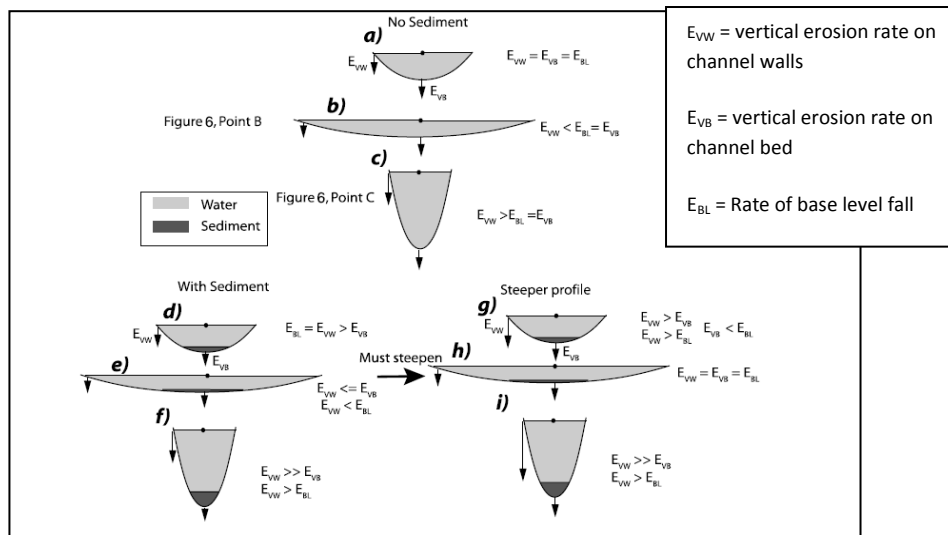 No Sediment
a)
E_VW
E_VW = E_VB = E_BL
E_VB
b)
Figure 6, Point B
E_VW < E_BL = E_VB
c)
Figure 6, Point C
E_VW > E_BL = E_VB
Water
Sediment
E_VW = vertical erosion rate on
channel walls
E_VB = vertical erosion rate on
channel bed
E_BL = Rate of base level fall
With Sediment
d)
E_VW
E_BL = E_VW > E_VB
E_VB
e)
E_VW <= E_VB
E_VW < E_BL
f)
E_VW >> E_VB
E_VW > E_BL
Must steepen
Steeper profile
g)
E_VW
E_VW > E_VB
E_VW > E_BL
E_VB < E_BL
E_VB
h)
E_VW = E_VB = E_BL
i)
E_VW >> E_VB
E_VW > E_BL